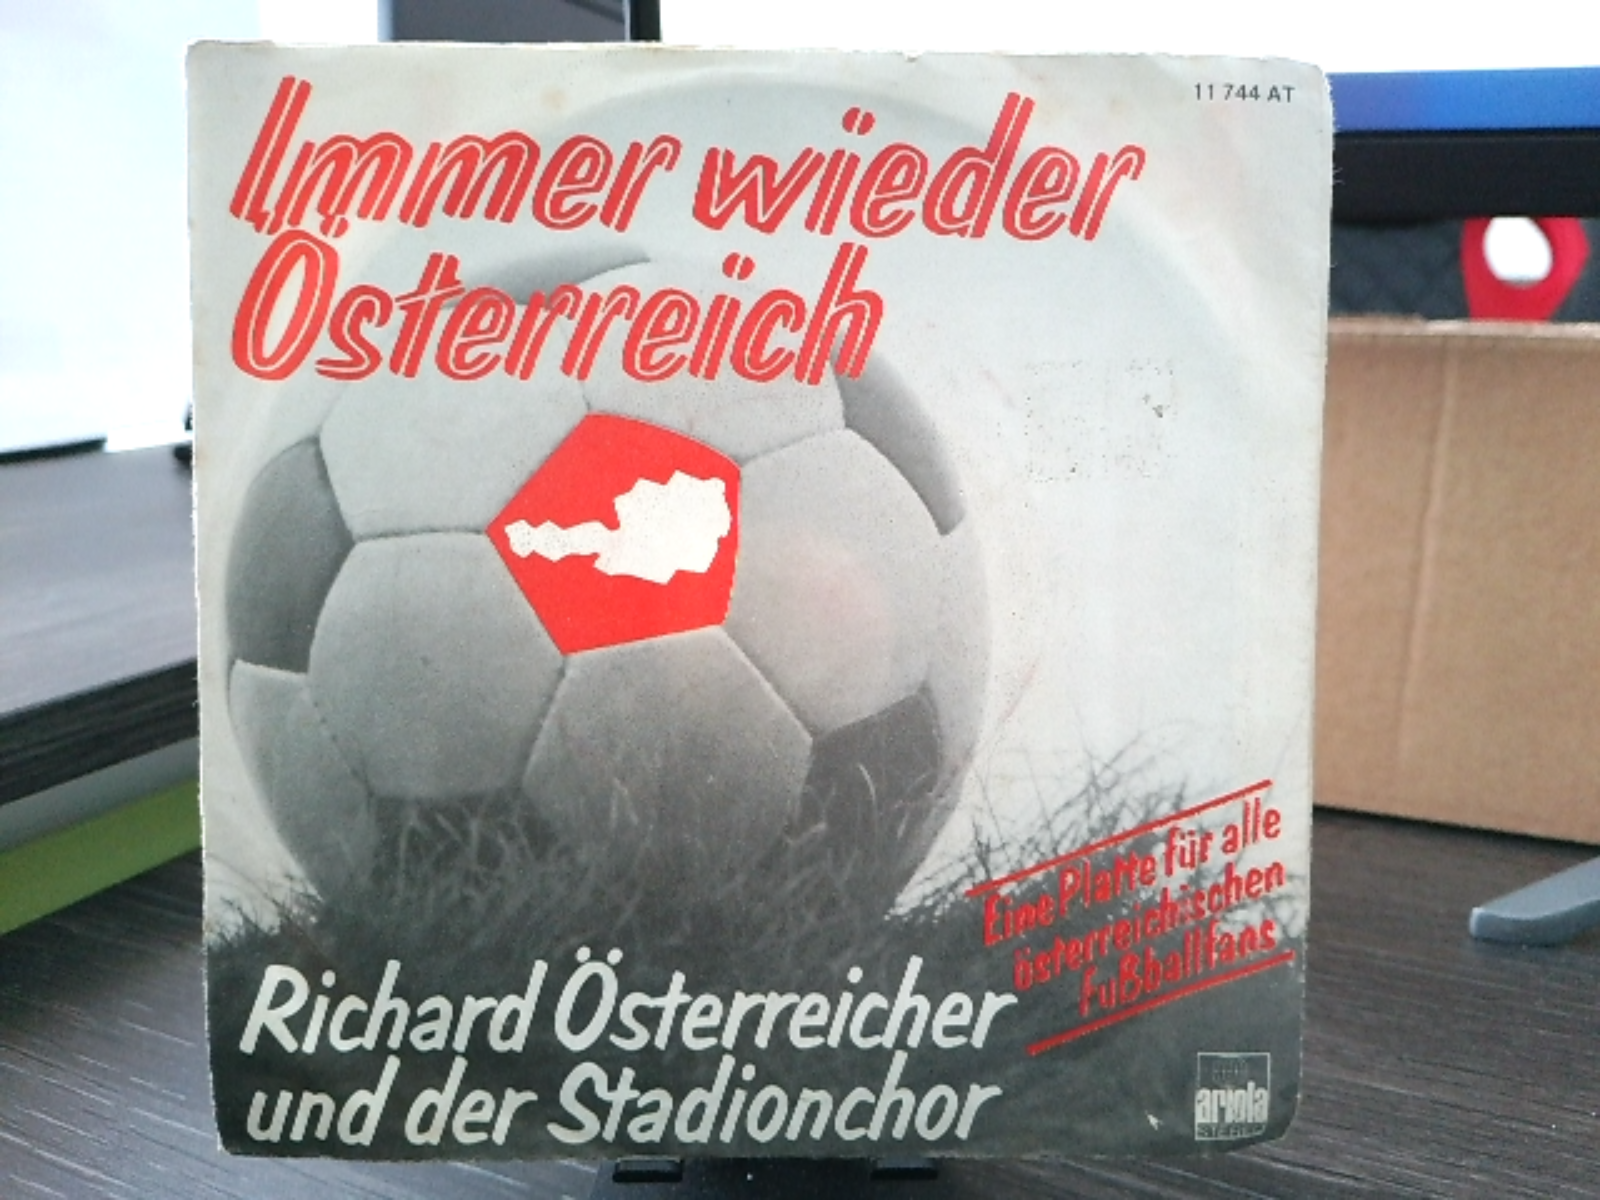 11 744 AT
Immer wieder
Österreich
Eine Platte für alle
österreichischen
Fußballfans
Richard Österreicher
und der Stadionchor
ariola